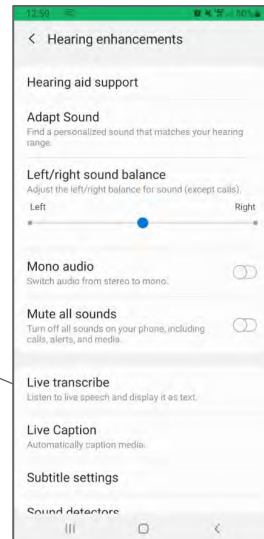 12:50
50%
Hearing enhancements
Hearing aid support
Adapt Sound
Find a personalized sound that matches your hearing
range.
Left/right sound balance
Adjust the left/right balance for sound (except calls).
Left Right
Mono audio
Switch audio from stereo to mono.
Mute all sounds
Turn off all sounds on your phone, including
calls, alerts, and media.
Live transcribe
Listen to live speech and display it as text.
Live Caption
Automatically caption media.
Subtitle settings
Sound detectors